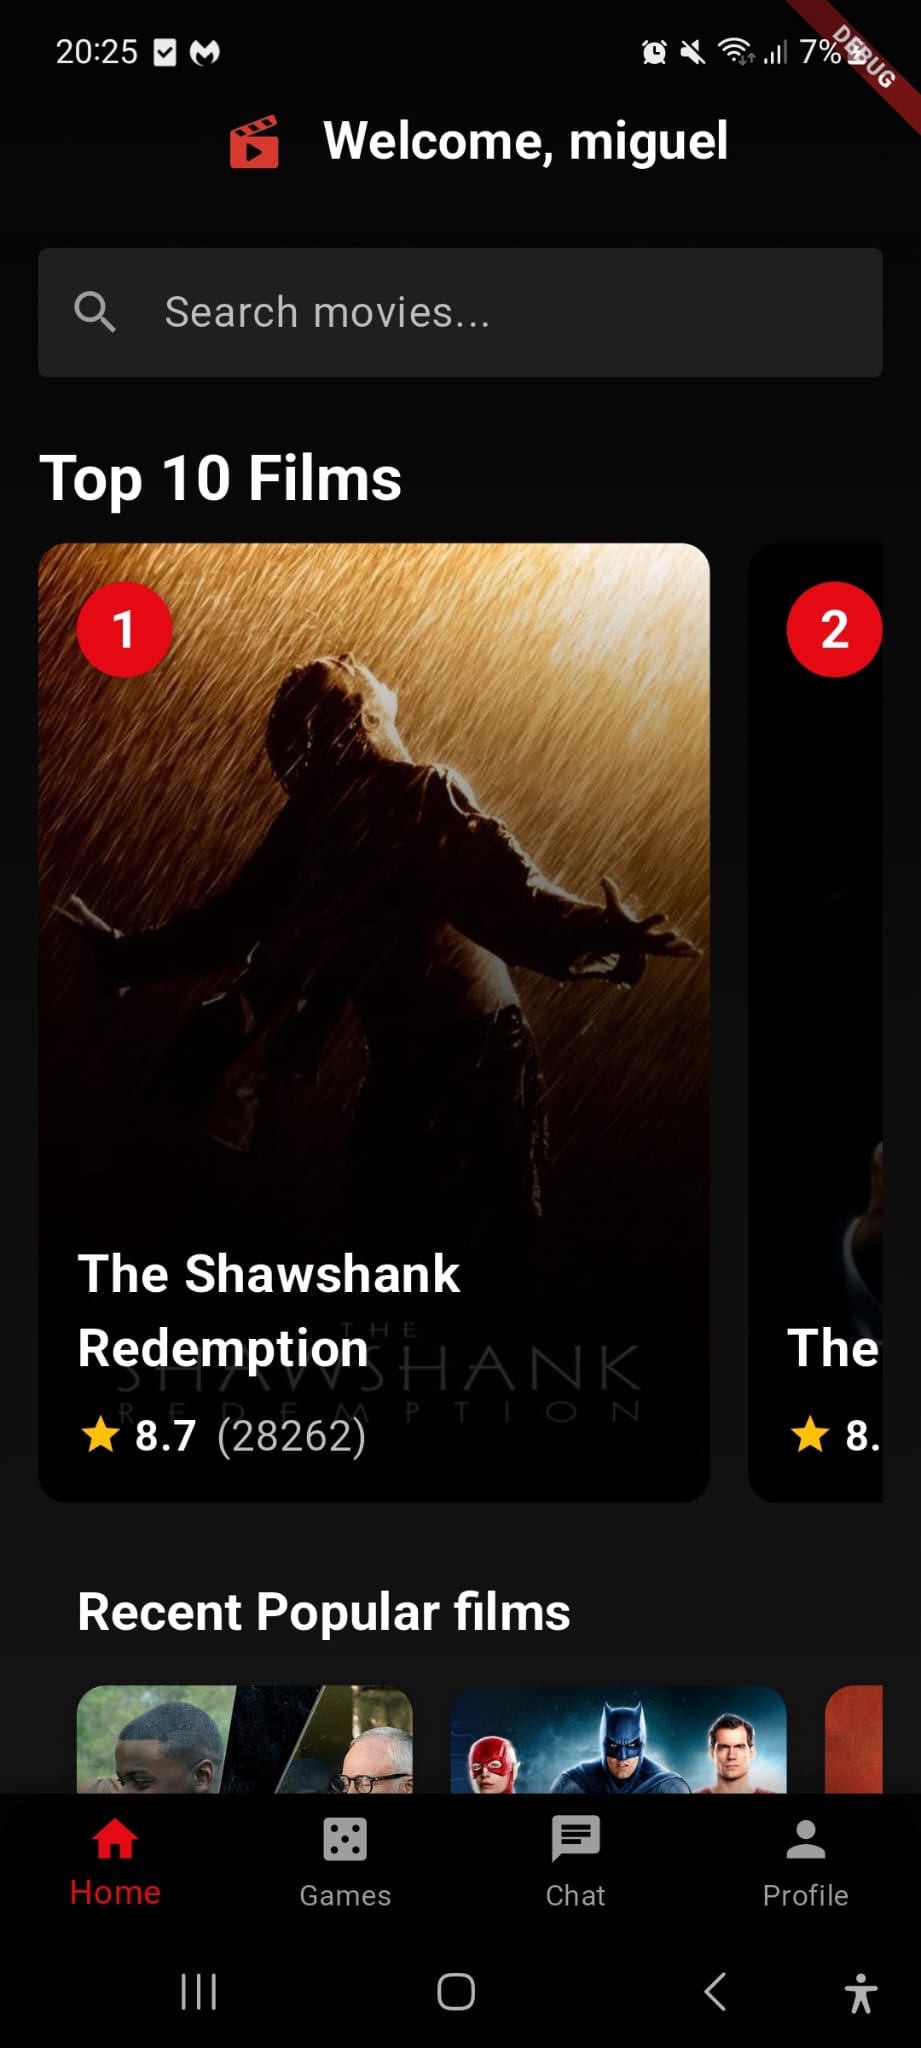 20:25
7%
DEBUG
Welcome, miguel
Search movies...
Top 10 Films
1
2
The Shawshank
Redemption
THE
SHAWSHANK
REDEMPTION
8.7 (28262)
The
8.
Recent Popular films
Home
Games
Chat
Profile